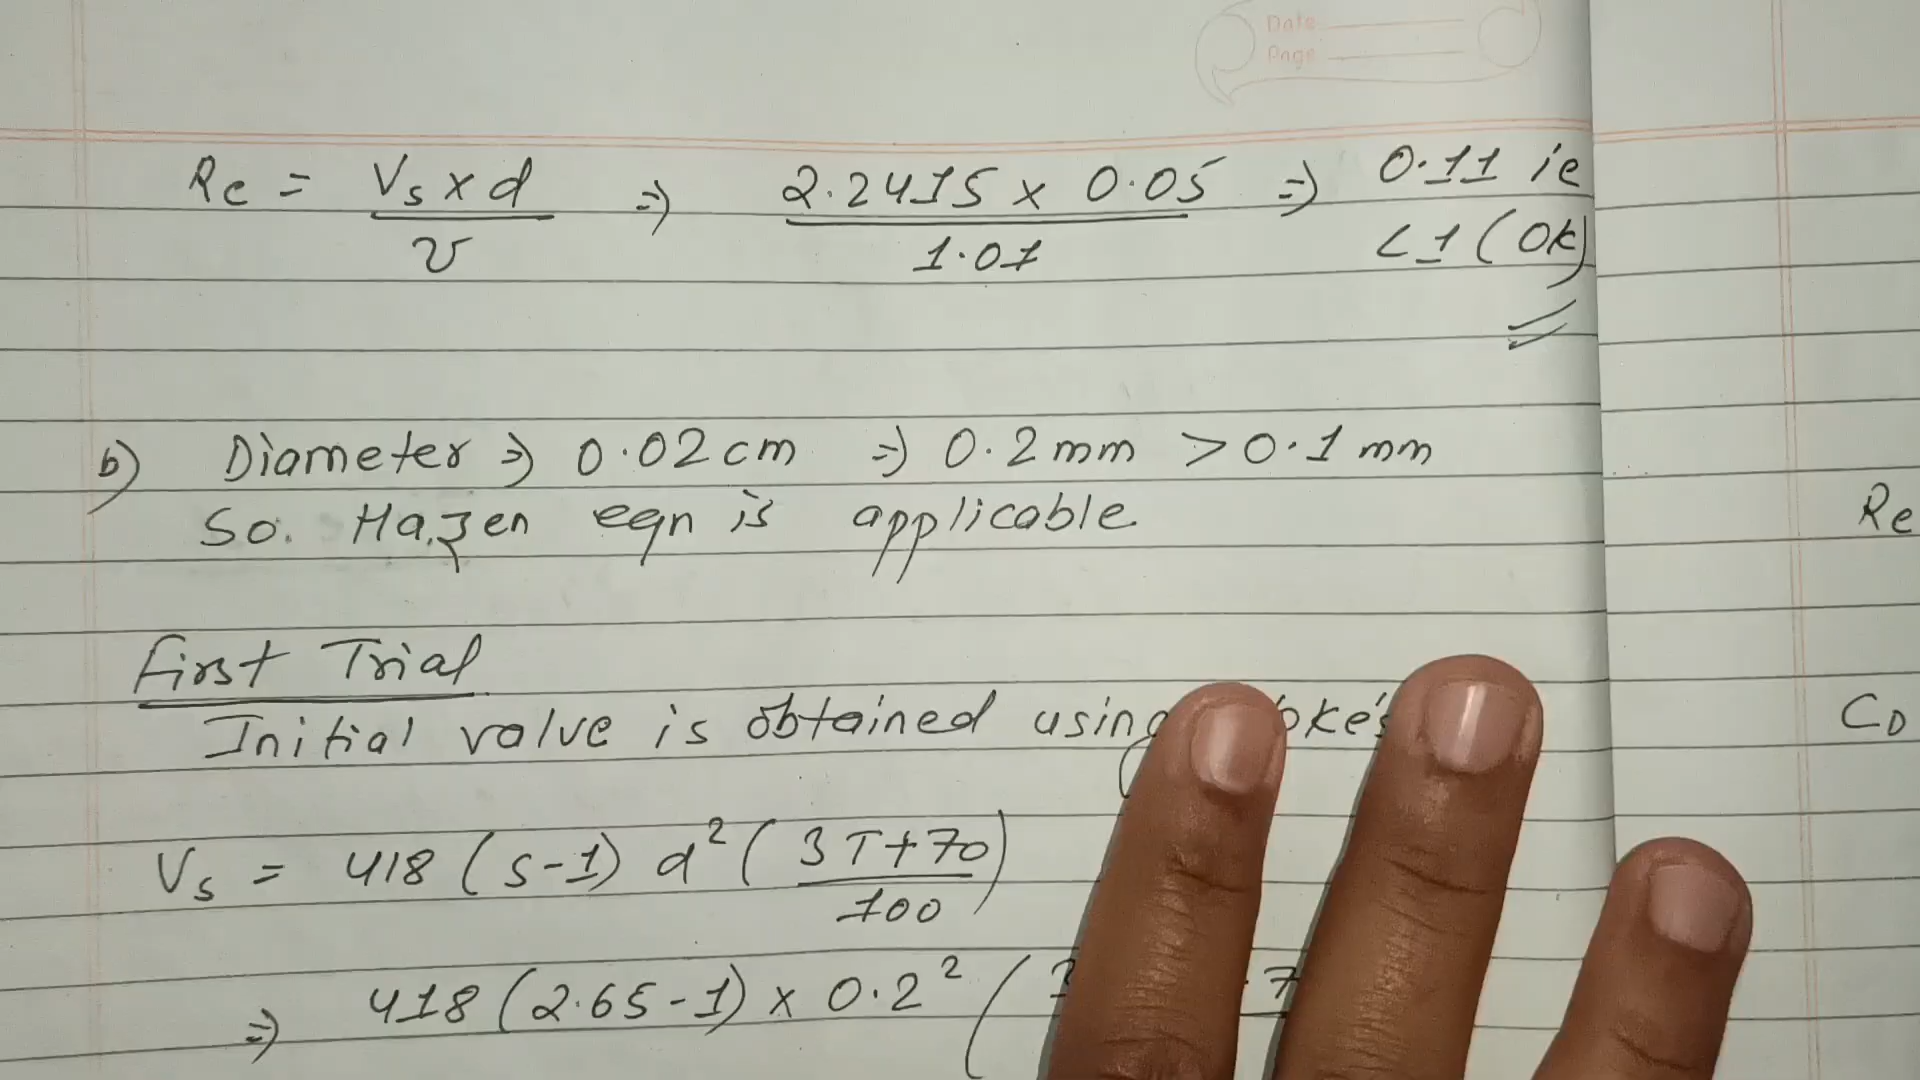 Date
Page
Re = Vs x d / ν => 2.2415 x 0.05 / 1.01 => 0.11 ie
< 1 (OK)
b) Diameter => 0.02 cm => 0.2 mm > 0.1 mm
So. Hazen eqn is applicable.
First Trial
Initial value is obtained using
Vs = 418 (s-1) d² (3T+70 / 100)
=> 418 (2.65-1) x 0.2² (
Re
CD